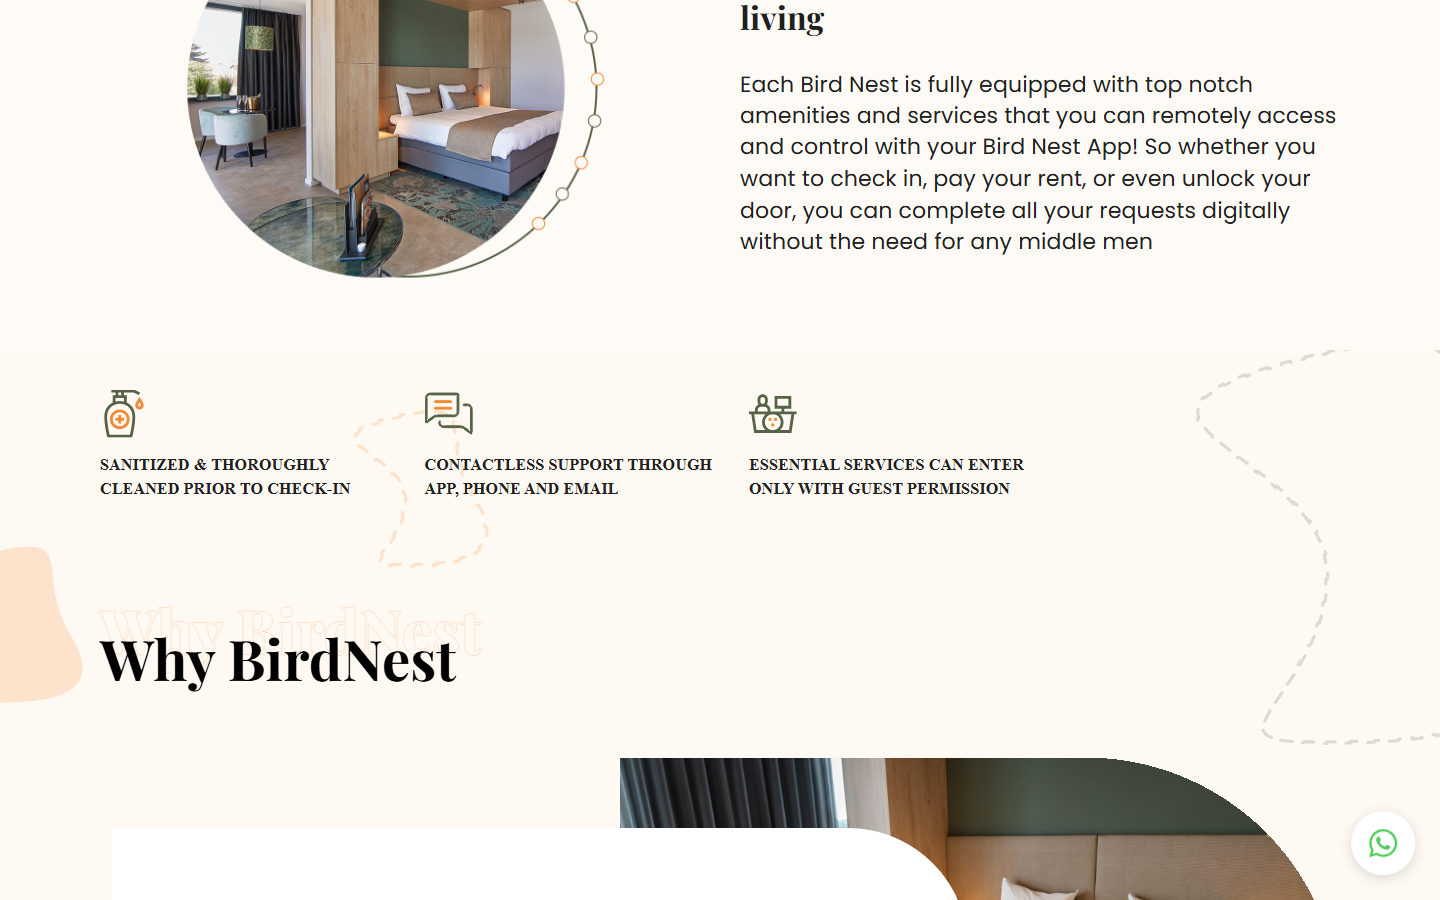 living
Each Bird Nest is fully equipped with top notch
amenities and services that you can remotely access
and control with your Bird Nest App! So whether you
want to check in, pay your rent, or even unlock your
door, you can complete all your requests digitally
without the need for any middle men
SANITIZED & THOROUGHLY
CLEANED PRIOR TO CHECK-IN
CONTACTLESS SUPPORT THROUGH
APP, PHONE AND EMAIL
ESSENTIAL SERVICES CAN ENTER
ONLY WITH GUEST PERMISSION
Why BirdNest
Why BirdNest